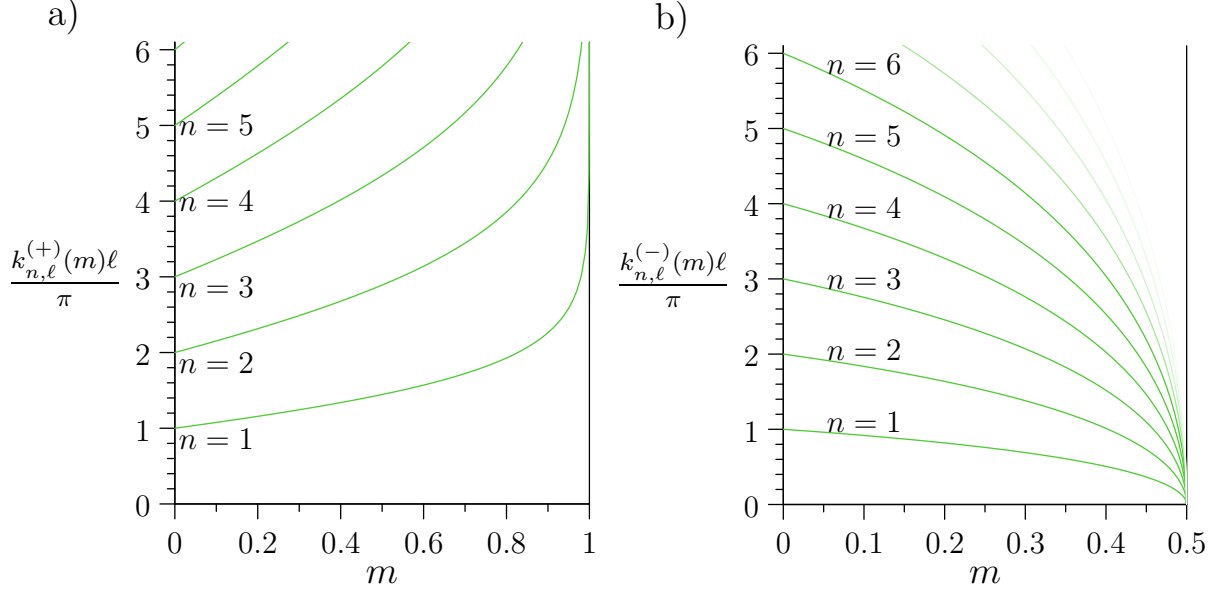 a)
6
5
4
3
2
1
0
n = 5
n = 4
n = 3
n = 2
n = 1
k_{n,ℓ}^{(+)}(m)ℓ
π
0 0.2 0.4 0.6 0.8 1
m
b)
6
5
4
3
2
1
0
n = 6
n = 5
n = 4
n = 3
n = 2
n = 1
k_{n,ℓ}^{(−)}(m)ℓ
π
0 0.1 0.2 0.3 0.4 0.5
m